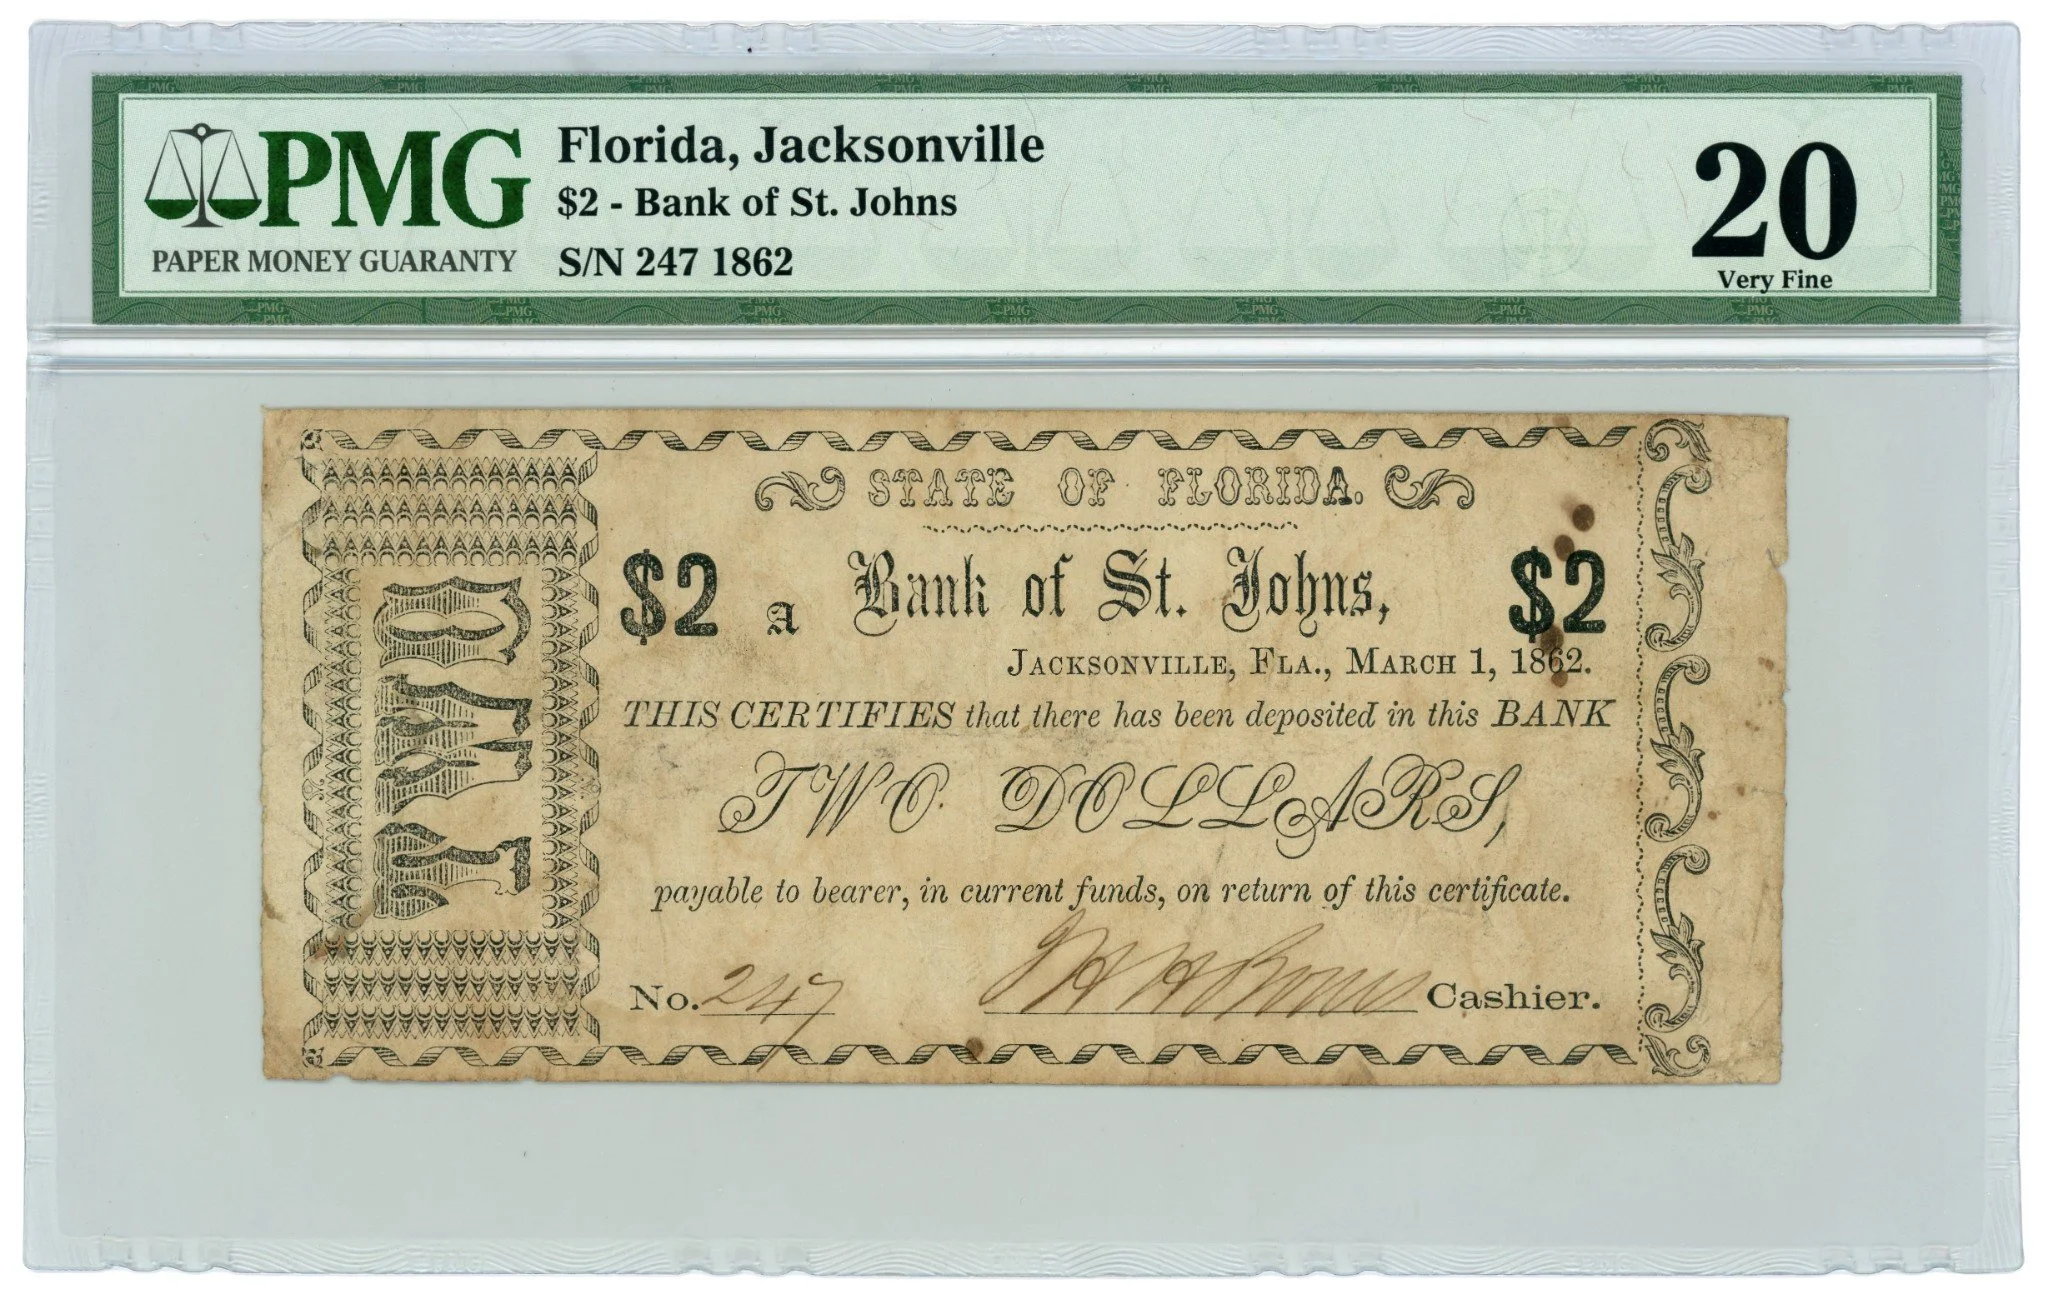 PMG
PAPER MONEY GUARANTY
Florida, Jacksonville
$2 - Bank of St. Johns
S/N 247 1862
20
Very Fine
STATE OF FLORIDA.
$2 A Bank of St. Johns, $2
JACKSONVILLE, FLA., MARCH 1, 1862.
THIS CERTIFIES that there has been deposited in this BANK
TWO DOLLARS,
payable to bearer, in current funds, on return of this certificate.
No. 247 Cashier.
TWO